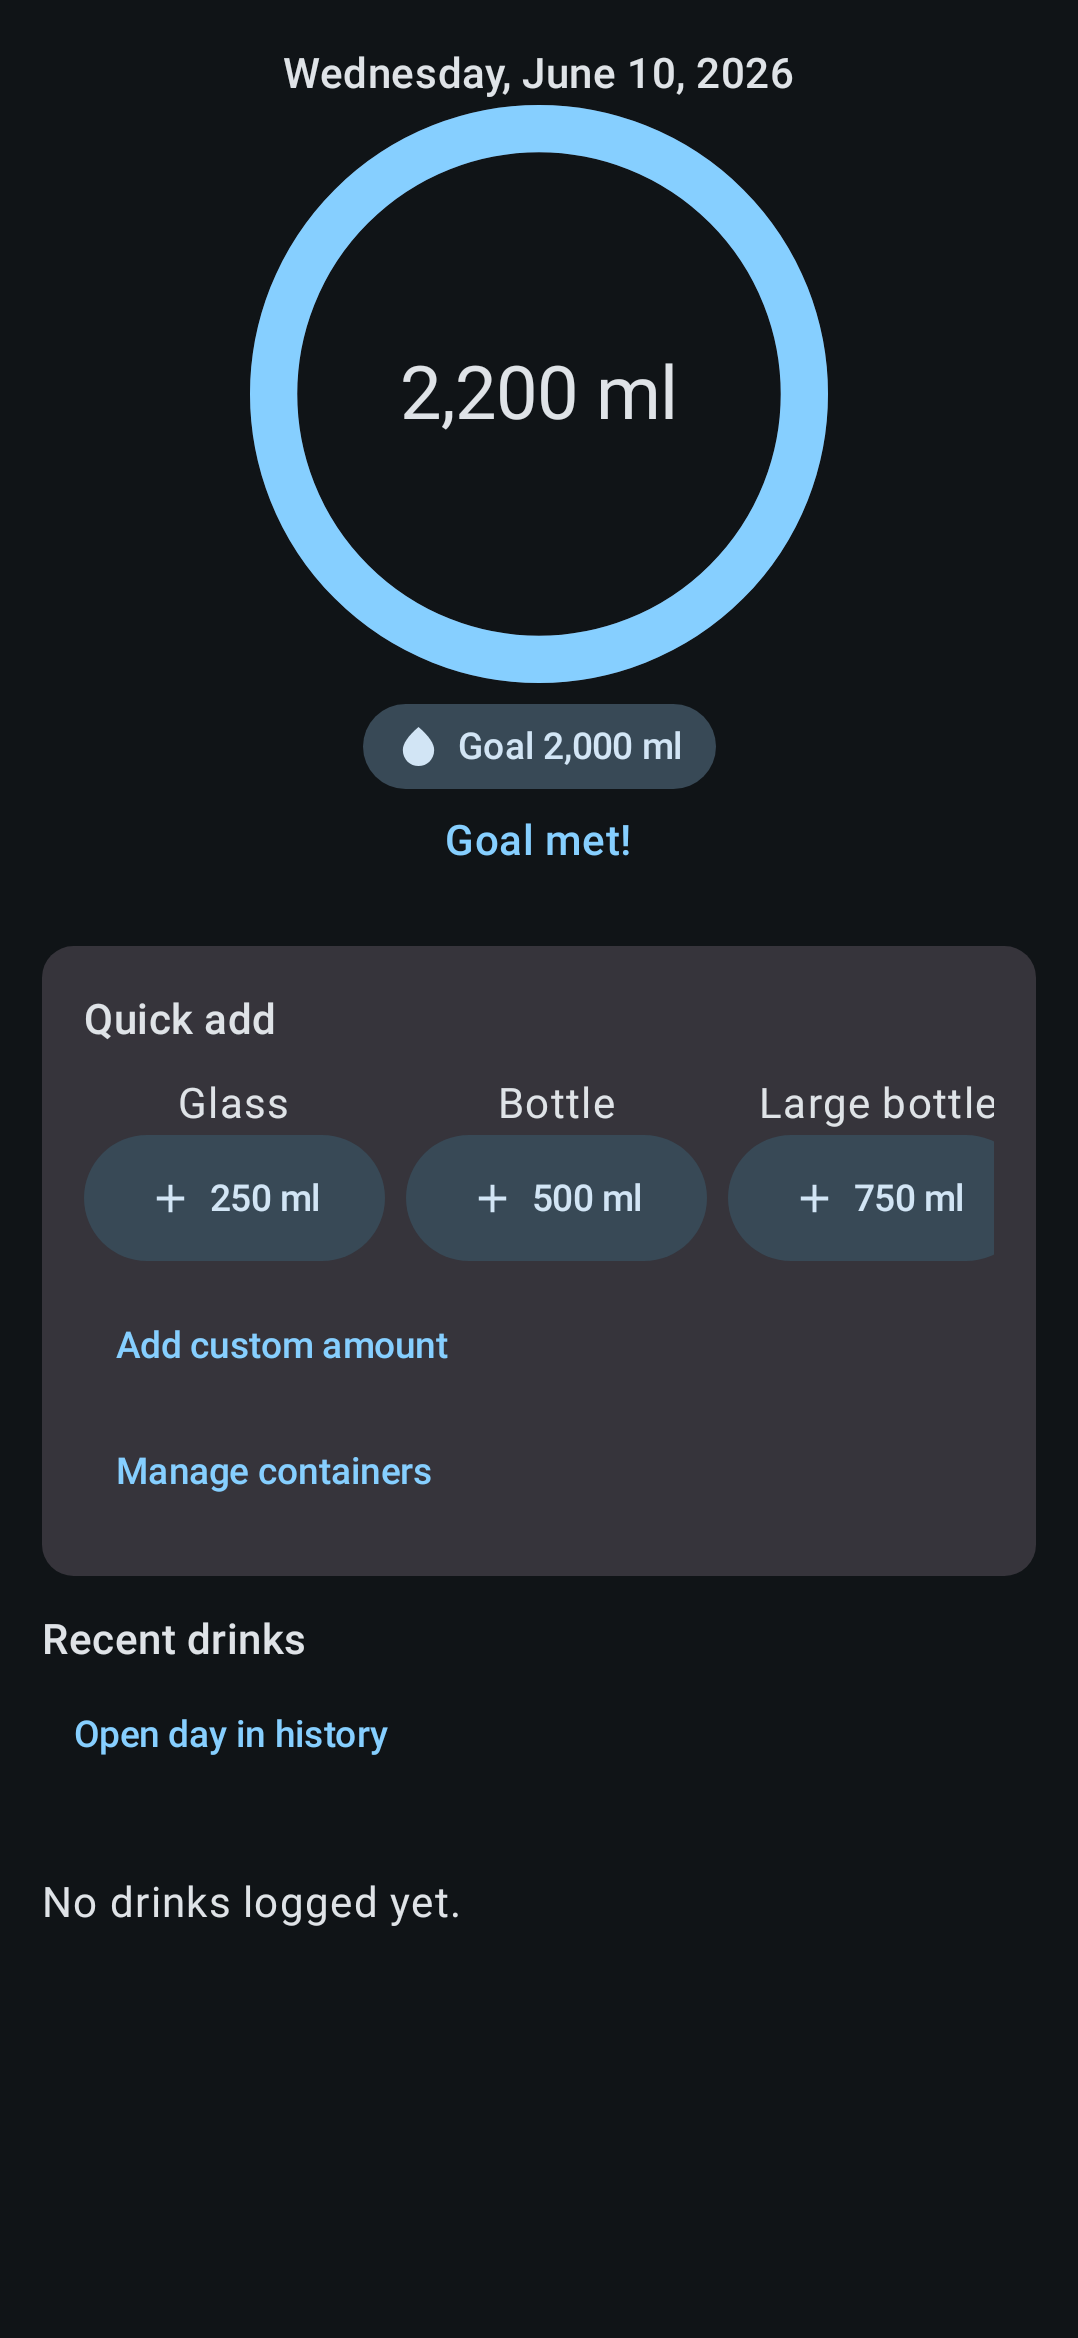 Wednesday, June 10, 2026
2,200 ml
Goal 2,000 ml
Goal met!
Quick add
Glass
Bottle
Large bottle
+ 250 ml
+ 500 ml
+ 750 ml
Add custom amount
Manage containers
Recent drinks
Open day in history
No drinks logged yet.